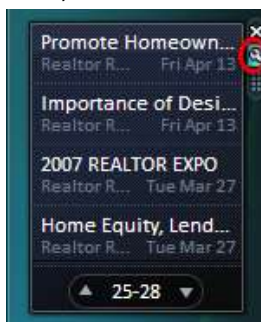 Promote Homeown...
Realtor R... Fri Apr 13
Importance of Desi...
Realtor R... Fri Apr 13
2007 REALTOR EXPO
Realtor R... Tue Mar 27
Home Equity, Lend...
Realtor R... Tue Mar 27
25-28